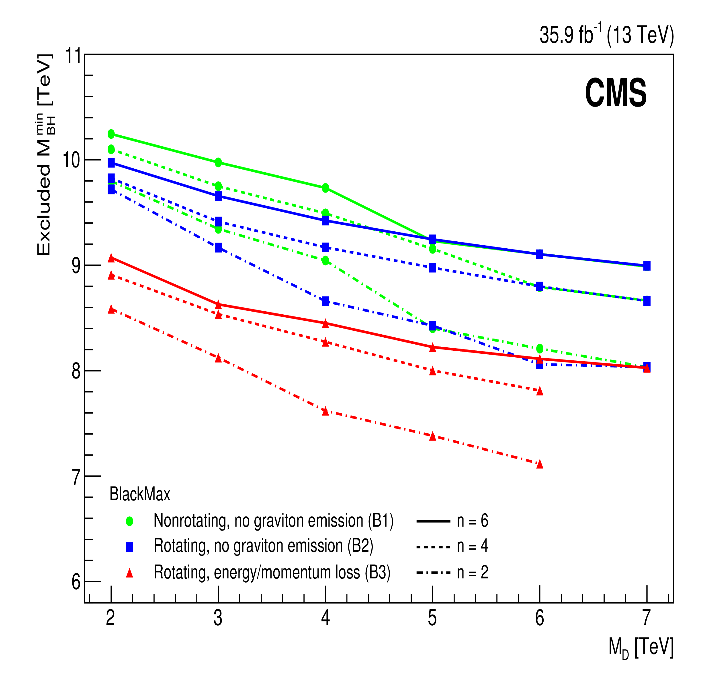 35.9 fb⁻¹ (13 TeV)
CMS
Excluded M_BH^min [TeV]
11
10
9
8
7
6
BlackMax
Nonrotating, no graviton emission (B1)
n = 6
Rotating, no graviton emission (B2)
n = 4
Rotating, energy/momentum loss (B3)
n = 2
2 3 4 5 6 7
M_D [TeV]